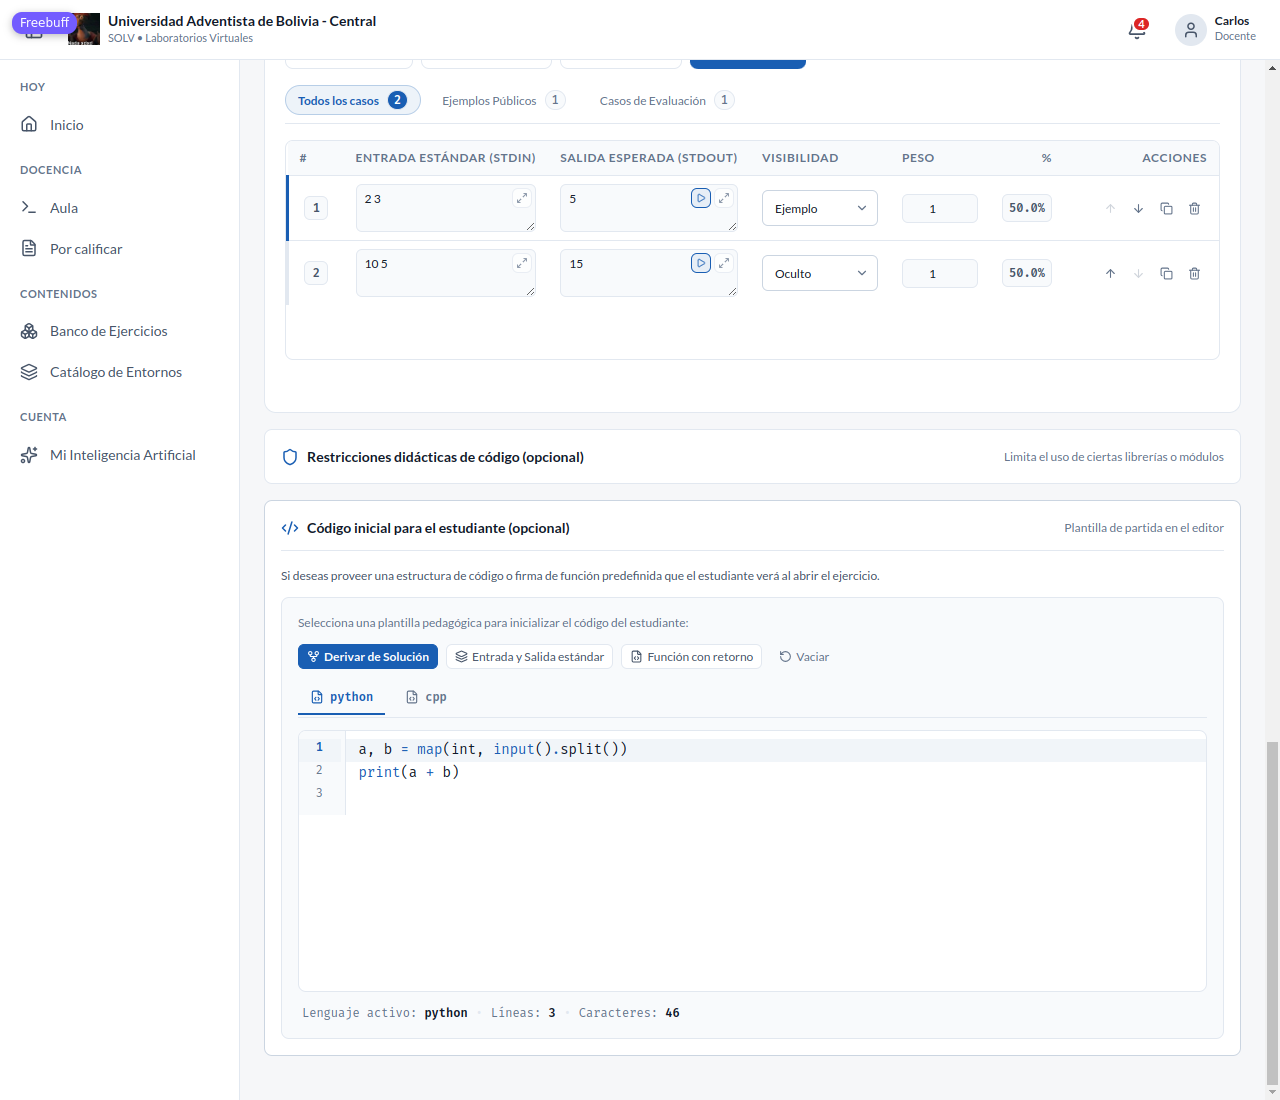 Freebuff
Universidad Adventista de Bolivia - Central
SOLV • Laboratorios Virtuales
4
Carlos
Docente
HOY
Inicio
DOCENCIA
Aula
Por calificar
CONTENIDOS
Banco de Ejercicios
Catálogo de Entornos
CUENTA
Mi Inteligencia Artificial
Todos los casos 2
Ejemplos Públicos 1
Casos de Evaluación 1
# ENTRADA ESTÁNDAR (STDIN) SALIDA ESPERADA (STDOUT) VISIBILIDAD PESO % ACCIONES
1 2 3 5 Ejemplo 1 50.0%
2 10 5 15 Oculto 1 50.0%
Restricciones didácticas de código (opcional)
Limita el uso de ciertas librerías o módulos
Código inicial para el estudiante (opcional)
Plantilla de partida en el editor
Si deseas proveer una estructura de código o firma de función predefinida que el estudiante verá al abrir el ejercicio.
Selecciona una plantilla pedagógica para inicializar el código del estudiante:
Derivar de Solución
Entrada y Salida estándar
Función con retorno
Vaciar
python
cpp
1 a, b = map(int, input().split())
2 print(a + b)
3
Lenguaje activo: python · Líneas: 3 · Caracteres: 46